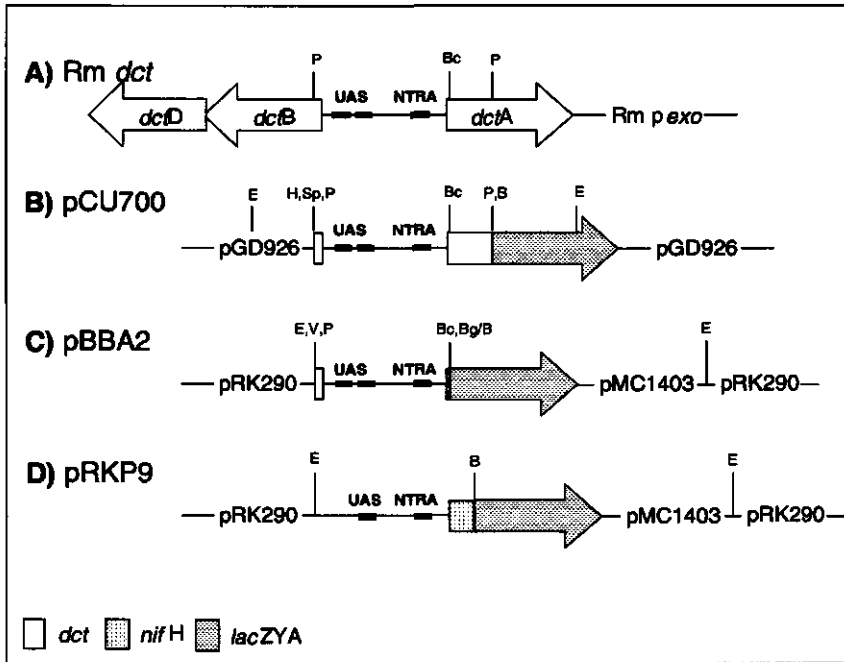 P Bc P
A) Rm dct UAS NTRA
dctD dctB dctA Rm pexo
E H,Sp,P Bc P,B E
B) pCU700 UAS NTRA
pGD926 pGD926
E,V,P Bc,Bg/B E
C) pBBA2 UAS NTRA
pRK290 pMC1403 pRK290
E B E
D) pRKP9 UAS NTRA
pRK290 pMC1403 pRK290
dct nifH lacZYA